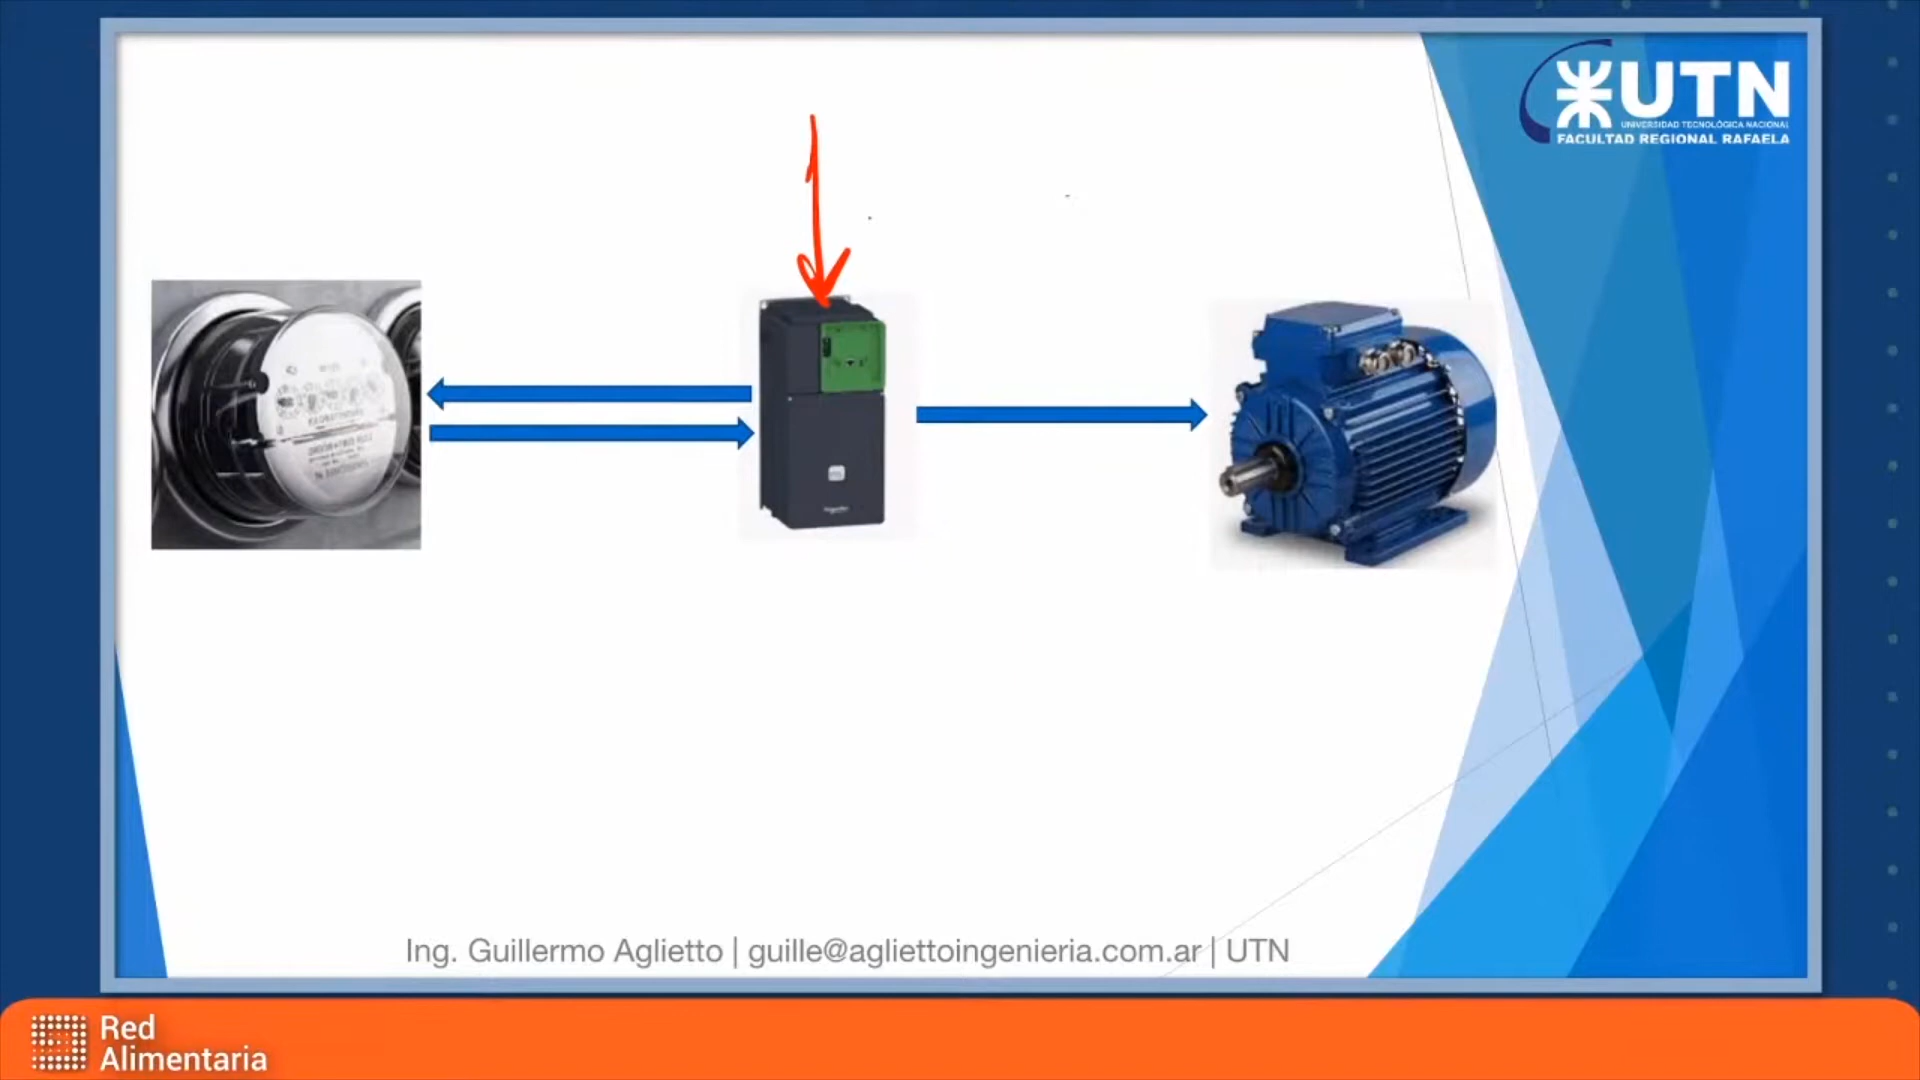 UTN
UNIVERSIDAD TECNOLÓGICA NACIONAL
FACULTAD REGIONAL RAFAELA
Ing. Guillermo Aglietto | guille@agliettoingenieria.com.ar | UTN
Red
Alimentaria